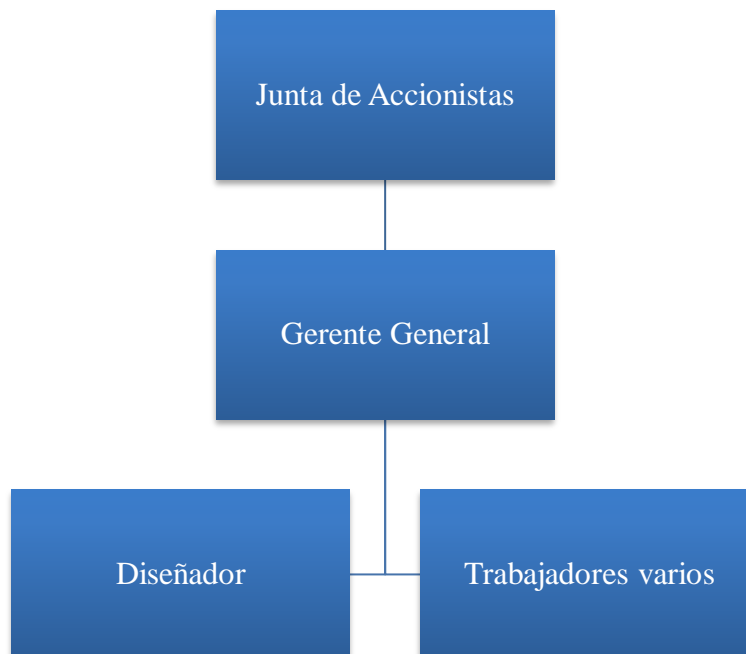 Junta de Accionistas
Gerente General
Diseñador
Trabajadores varios